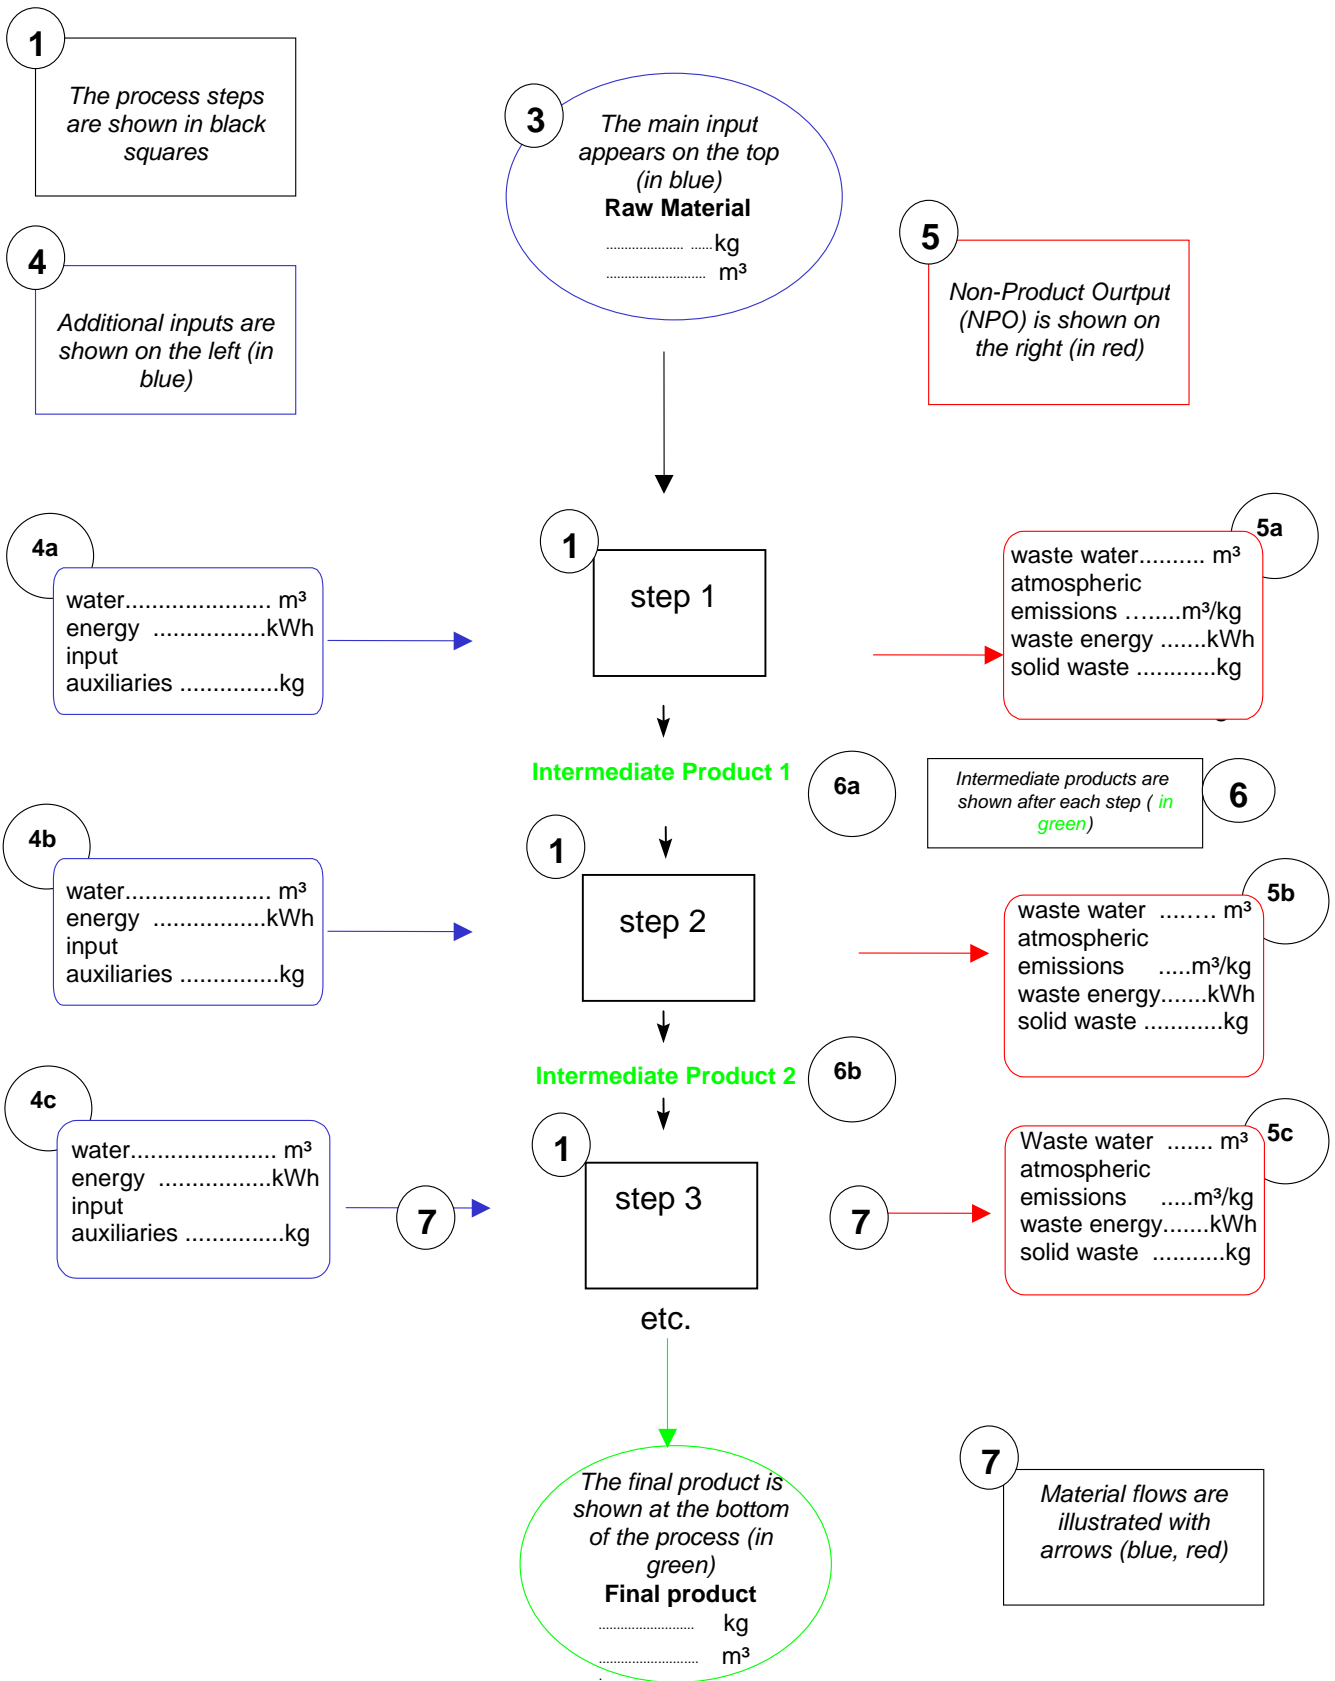 1
The process steps
are shown in black
squares
3
The main input
appears on the top
(in blue)
Raw Material
..................... ......kg
........................... m³
4
Additional inputs are
shown on the left (in
blue)
5
Non-Product Ourtput
(NPO) is shown on
the right (in red)
4a
water...................... m³
energy .................kWh
input
auxiliaries ...............kg
1
step 1
5a
waste water.......... m³
atmospheric
emissions ........m³/kg
waste energy .......kWh
solid waste ............kg
Intermediate Product 1
6a
Intermediate products are
shown after each step ( in
green)
6
4b
water...................... m³
energy .................kWh
input
auxiliaries ...............kg
1
step 2
5b
waste water ........ m³
atmospheric
emissions .....m³/kg
waste energy.......kWh
solid waste ............kg
Intermediate Product 2
6b
4c
water...................... m³
energy .................kWh
input
auxiliaries ...............kg
7
1
step 3
7
5c
Waste water ....... m³
atmospheric
emissions .....m³/kg
waste energy.......kWh
solid waste ...........kg
etc.
The final product is
shown at the bottom
of the process (in
green)
Final product
.......................... kg
........................... m³
7
Material flows are
illustrated with
arrows (blue, red)